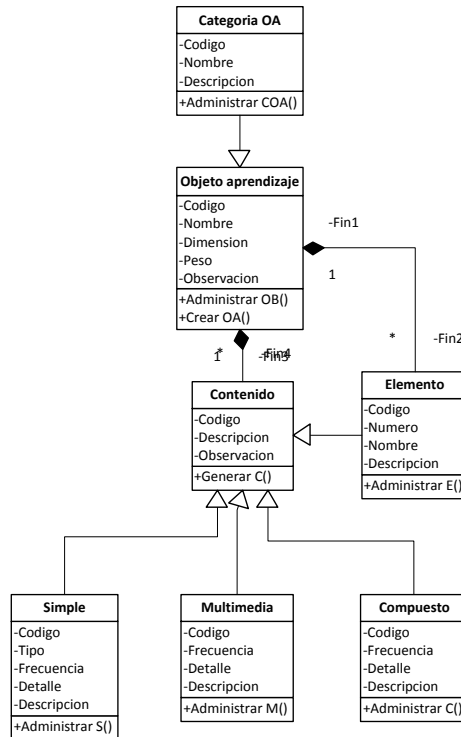 Categoria OA
-Codigo
-Nombre
-Descripcion
+Administrar COA()
Objeto aprendizaje
-Codigo
-Nombre
-Dimension
-Peso
-Observacion
+Administrar OB()
+Crear OA()
-Fin1
1
*
-Fin2
1
*
-Fin3
-Fin4
Contenido
-Codigo
-Descripcion
-Observacion
+Generar C()
Elemento
-Codigo
-Numero
-Nombre
-Descripcion
+Administrar E()
Simple
-Codigo
-Tipo
-Frecuencia
-Detalle
-Descripcion
+Administrar S()
Multimedia
-Codigo
-Frecuencia
-Detalle
-Descripcion
+Administrar M()
Compuesto
-Codigo
-Frecuencia
-Detalle
-Descripcion
+Administrar C()